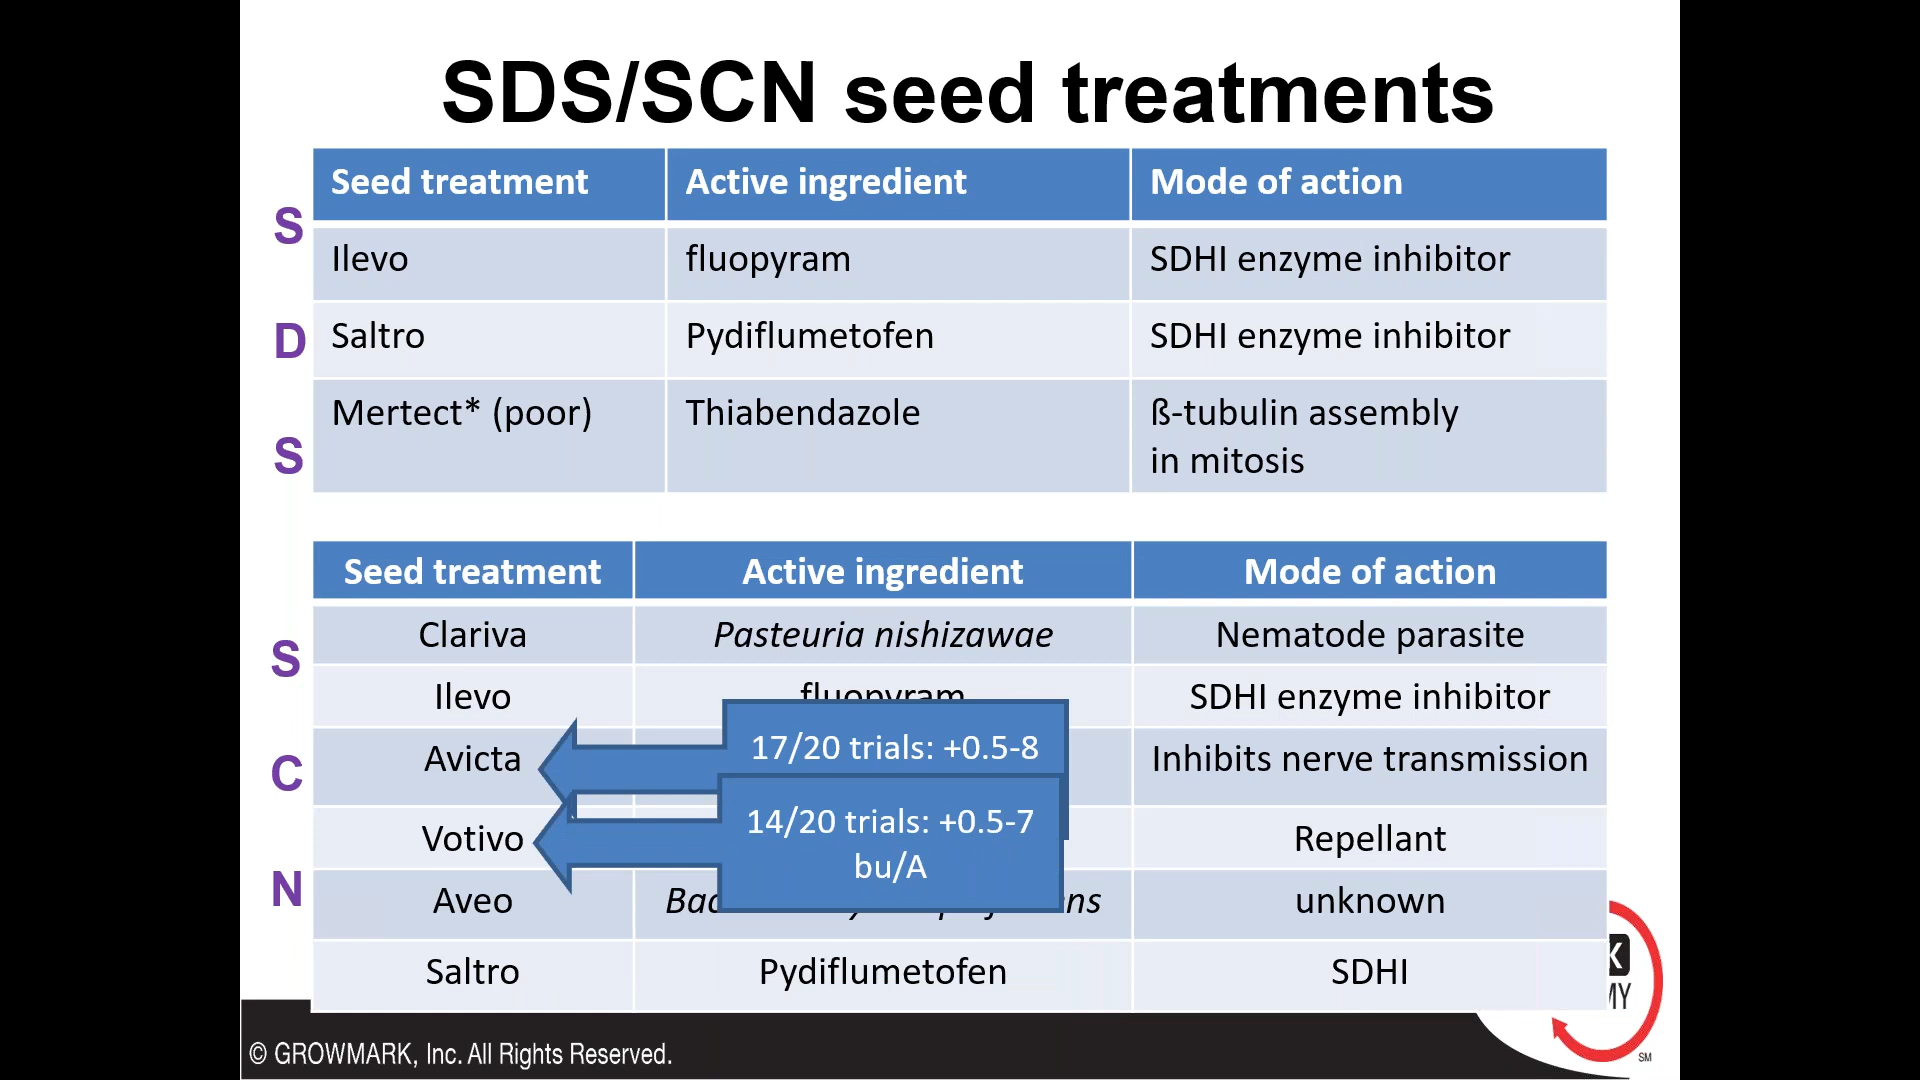 SDS/SCN seed treatments
Seed treatment Active ingredient Mode of action
Ilevo fluopyram SDHI enzyme inhibitor
Saltro Pydiflumetofen SDHI enzyme inhibitor
Mertect* (poor) Thiabendazole ß-tubulin assembly
in mitosis
S
D
S
Seed treatment Active ingredient Mode of action
Clariva Pasteuria nishizawae Nematode parasite
Ilevo fluopyram SDHI enzyme inhibitor
Avicta Inhibits nerve transmission
Votivo Repellant
Aveo unknown
Saltro Pydiflumetofen SDHI
S
C
N
17/20 trials: +0.5-8
14/20 trials: +0.5-7
bu/A
© GROWMARK, Inc. All Rights Reserved.
SM